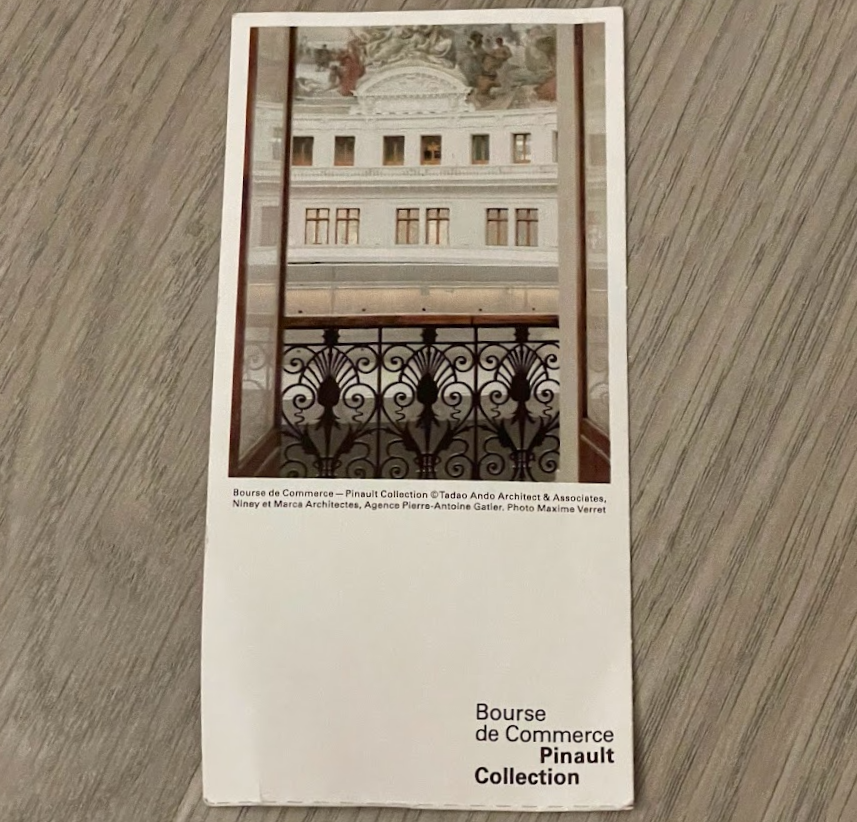 Bourse de Commerce — Pinault Collection ©Tadao Ando Architect & Associates,
Niney et Marca Architectes, Agence Pierre-Antoine Gatier. Photo Maxime Verret
Bourse
de Commerce
Pinault
Collection